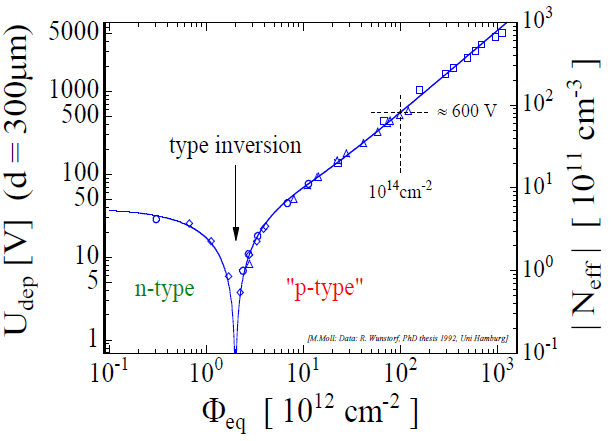 U_dep [V] (d = 300μm)
5000
1000
500
100
50
10
5
1
10^3
10^2
10^1
10^0
10^-1
| N_eff | [ 10^11 cm^-3 ]
type inversion
≈ 600 V
10^14cm^-2
n-type
"p-type"
[M.Moll: Data: R. Wunstorf, PhD thesis 1992, Uni Hamburg]
10^-1 10^0 10^1 10^2 10^3
Φ_eq [ 10^12 cm^-2 ]